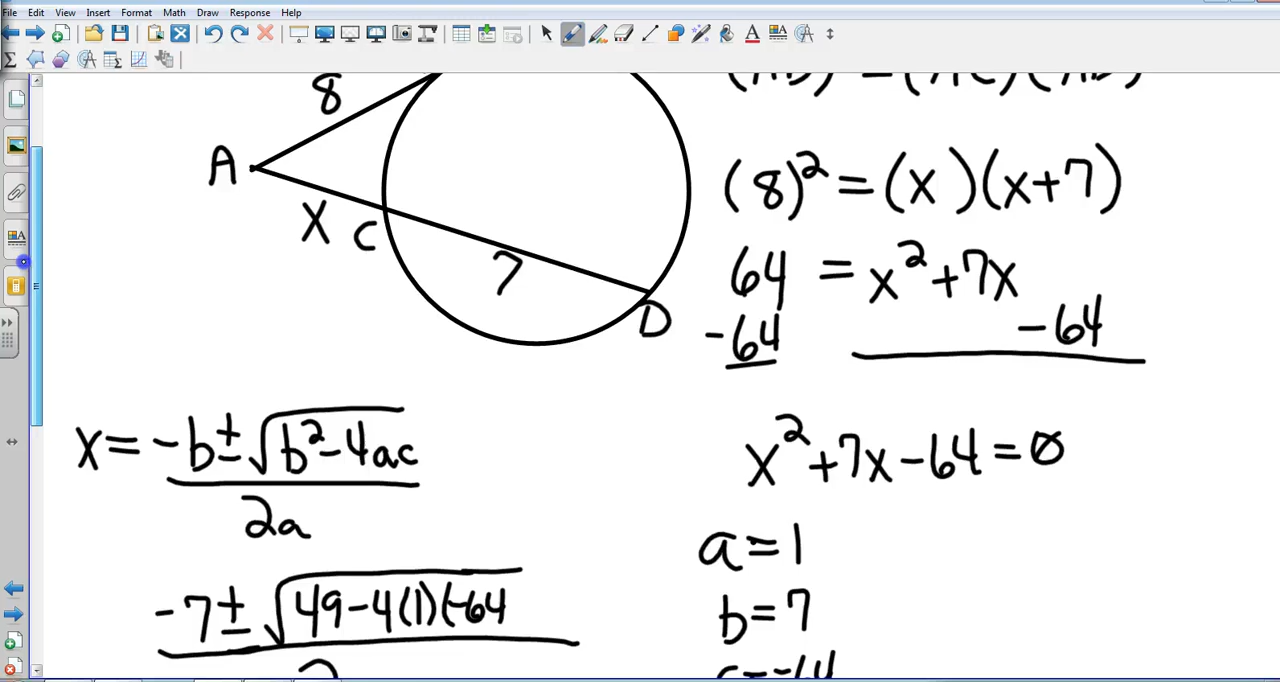 File Edit View Insert Format Math Draw Response Help
8
A
X C
7
D
(8)² = (x)(x+7)
64 = x²+7x
-64 -64
x²+7x-64=0
a=1
b=7
x= -b±√b²-4ac
2a
-7±√49-4(1)(-64